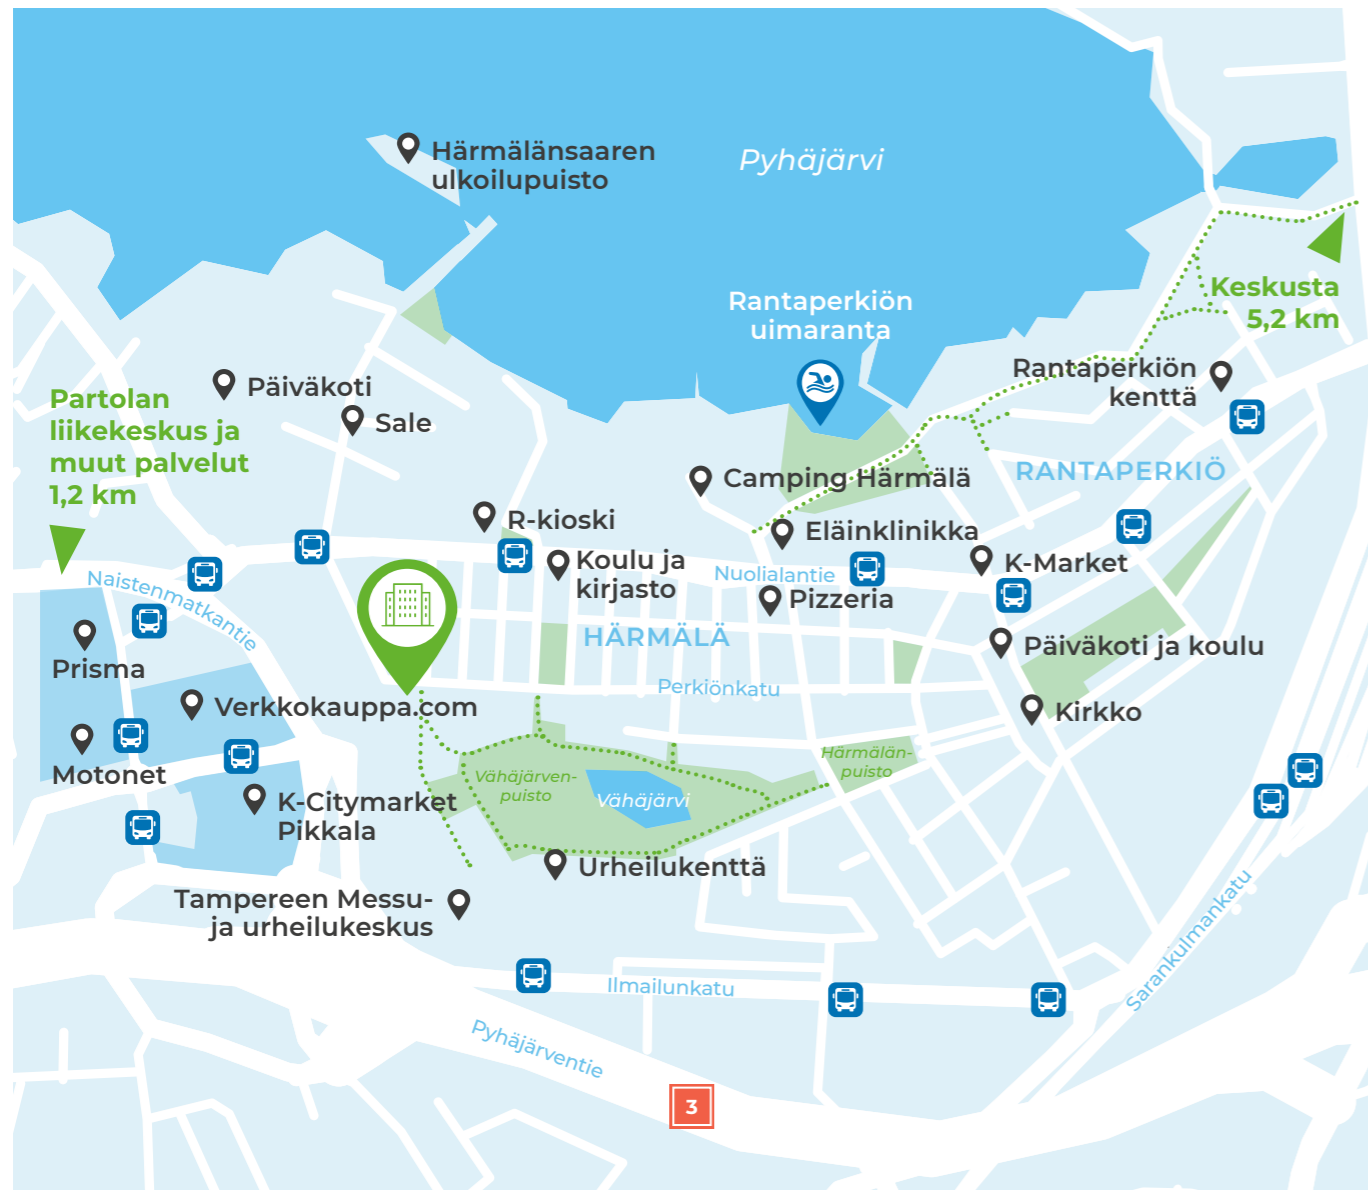 Härmälänsaaren
ulkoilupuisto
Pyhäjärvi
Rantaperkiön
uimaranta
Keskusta
5,2 km
Rantaperkiön
kenttä
Päiväkoti
Sale
Partolan
liikekeskus ja
muut palvelut
1,2 km
RANTAPERKIÖ
Camping Härmälä
R-kioski
Eläinklinikka
Koulu ja
kirjasto
K-Market
Nuolialantie
Naistenmatkantie
Pizzeria
HÄRMÄLÄ
Päiväkoti ja koulu
Prisma
Perkiönkatu
Verkkokauppa.com
Kirkko
Motonet
Härmälän-
puisto
Vähäjärven-
puisto
Vähäjärvi
K-Citymarket
Pikkala
Urheilukenttä
Tampereen Messu-
ja urheilukeskus
Sarankulmankatu
Ilmailunkatu
Pyhäjärventie
3